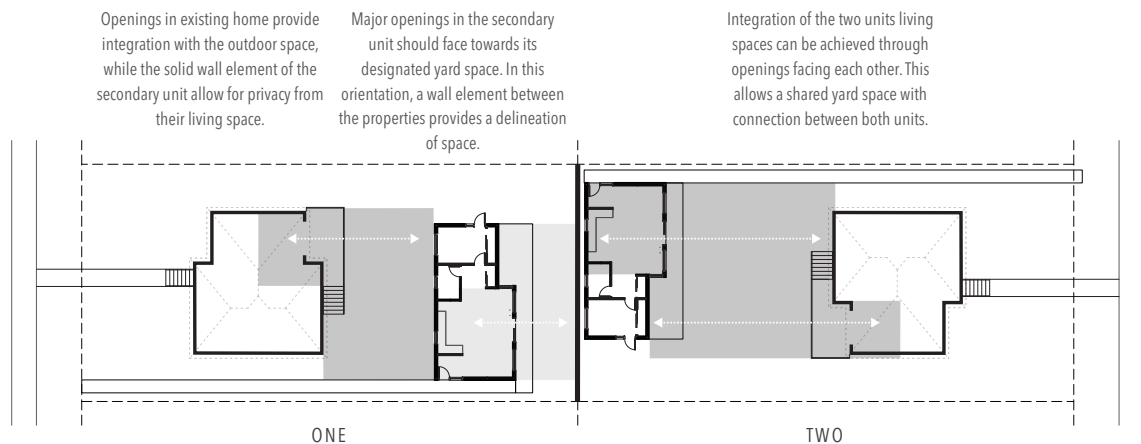 Openings in existing home provide
integration with the outdoor space,
while the solid wall element of the
secondary unit allow for privacy from
their living space.
Major openings in the secondary
unit should face towards its
designated yard space. In this
orientation, a wall element between
the properties provides a delineation
of space.
Integration of the two units living
spaces can be achieved through
openings facing each other. This
allows a shared yard space with
connection between both units.
ONE
TWO